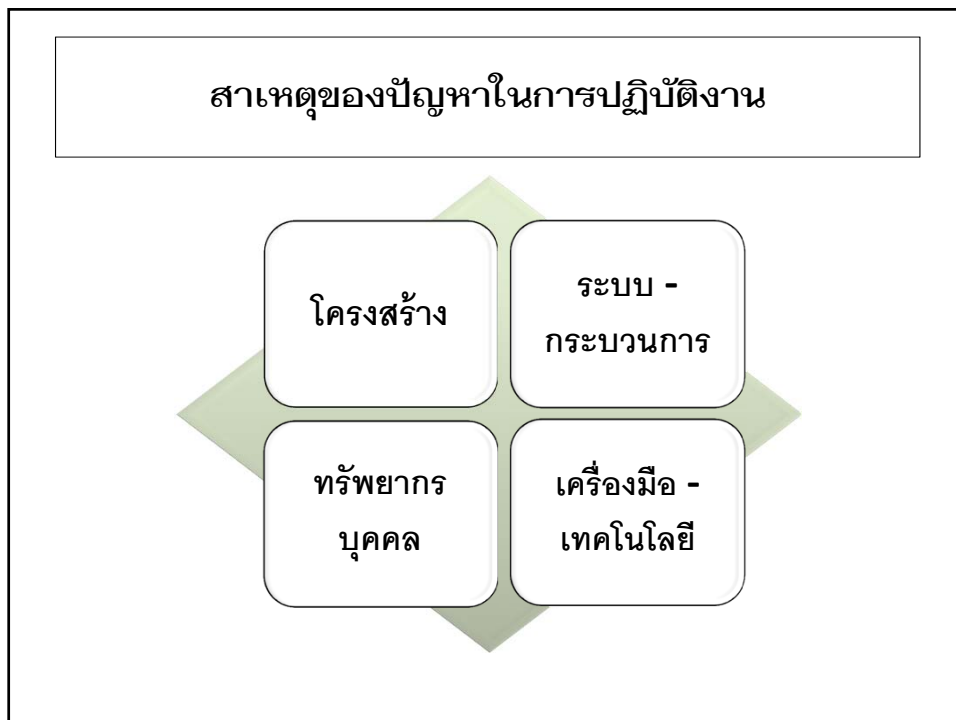 สาเหตุของปัญหาในการปฏิบัติงาน
โครงสร้าง
ระบบ -
กระบวนการ
ทรัพยากร
บุคคล
เครื่องมือ -
เทคโนโลยี